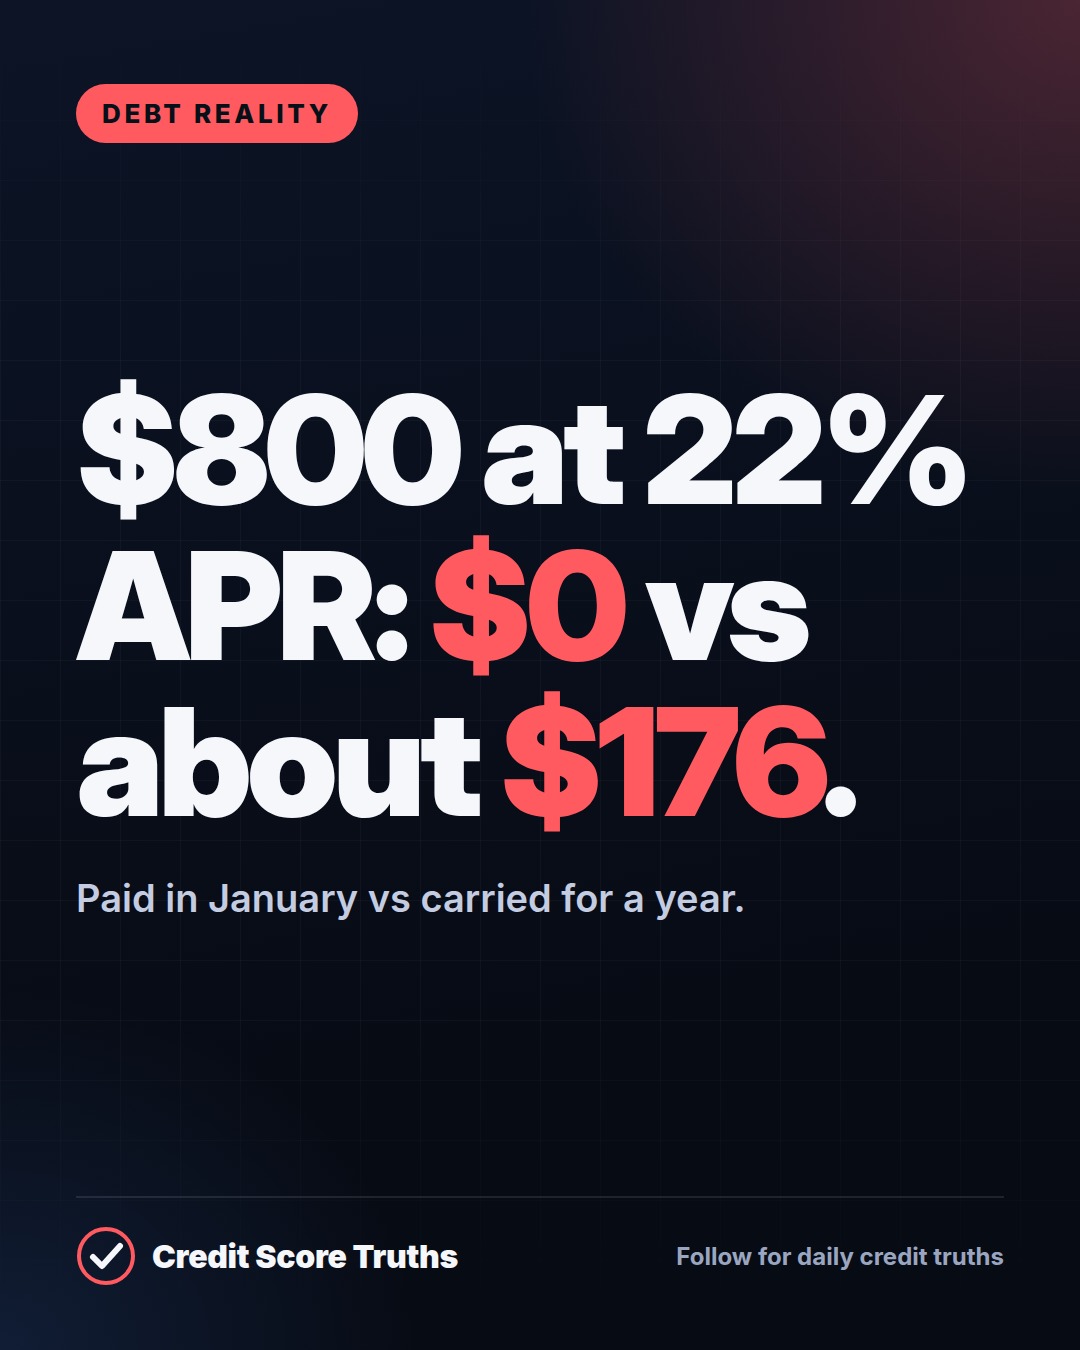 DEBT REALITY
$800 at 22%
APR: $0 vs
about $176.
Paid in January vs carried for a year.
Credit Score Truths
Follow for daily credit truths